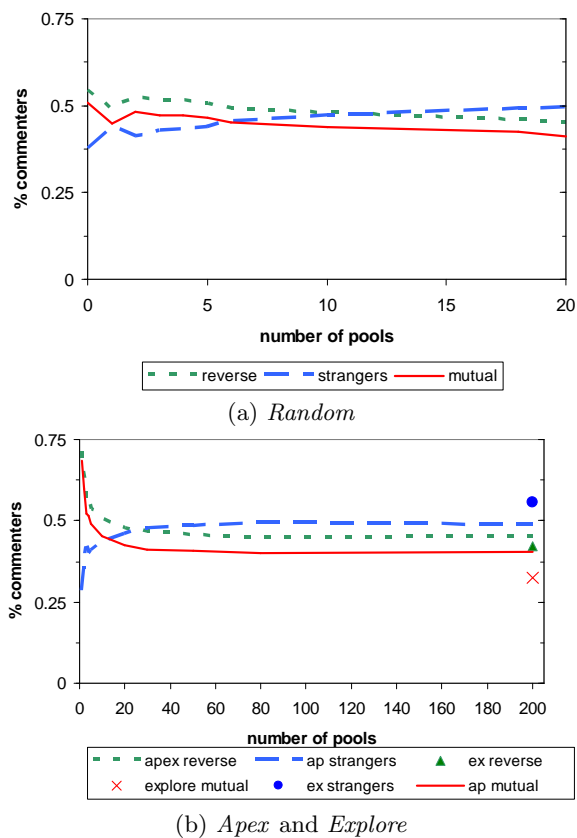 0.75
0.5
0.25
0
% commenters
0 5 10 15 20
number of pools
reverse strangers mutual
(a) Random
0.75
0.5
0.25
0
% commenters
0 20 40 60 80 100 120 140 160 180 200
number of pools
apex reverse ap strangers ex reverse
explore mutual ex strangers ap mutual
(b) Apex and Explore